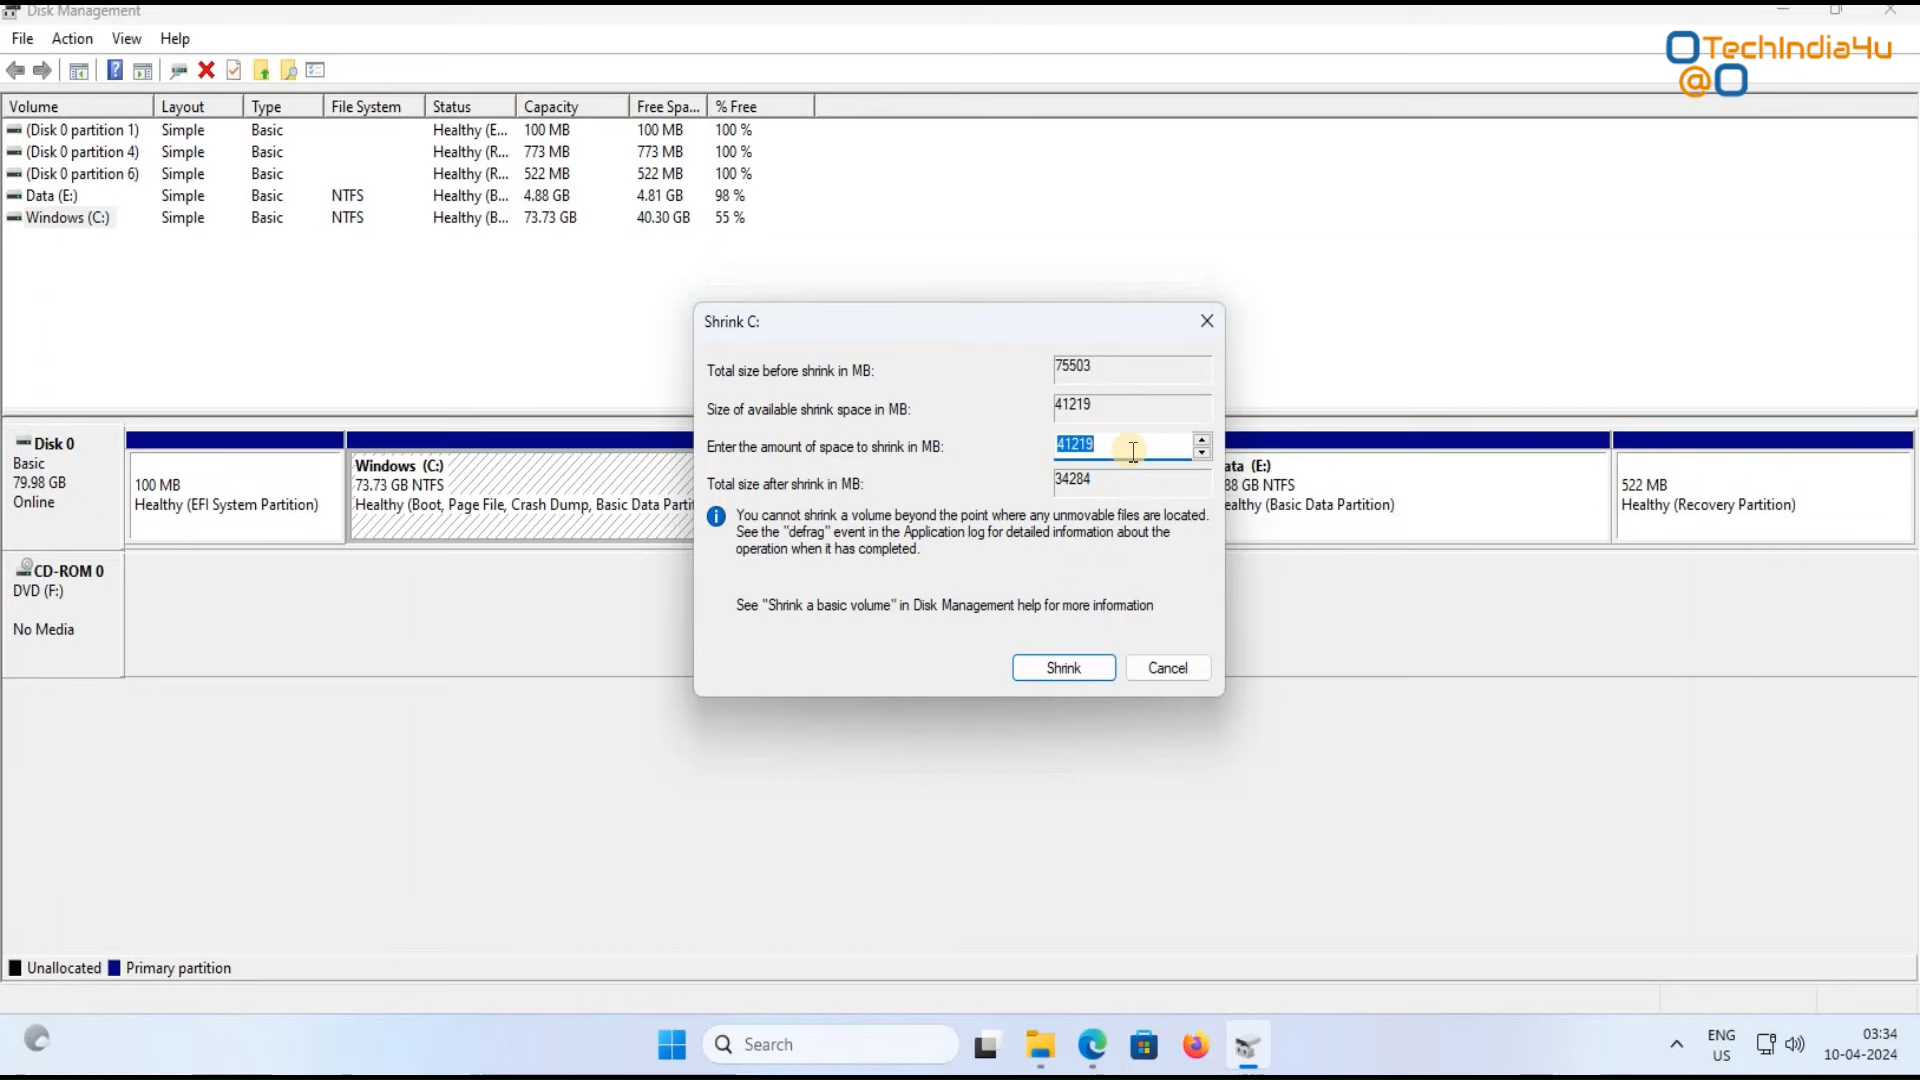 Disk Management
File Action View Help
TechIndia4u
@
Volume Layout Type File System Status Capacity Free Spa... % Free
(Disk 0 partition 1) Simple Basic Healthy (E... 100 MB 100 MB 100 %
(Disk 0 partition 4) Simple Basic Healthy (R... 773 MB 773 MB 100 %
(Disk 0 partition 6) Simple Basic Healthy (R... 522 MB 522 MB 100 %
Data (E:) Simple Basic NTFS Healthy (B... 4.88 GB 4.81 GB 98 %
Windows (C:) Simple Basic NTFS Healthy (B... 73.73 GB 40.30 GB 55 %
Shrink C:
Total size before shrink in MB: 75503
Size of available shrink space in MB: 41219
Enter the amount of space to shrink in MB: 41219
Total size after shrink in MB: 34284
You cannot shrink a volume beyond the point where any unmovable files are located.
See the "defrag" event in the Application log for detailed information about the
operation when it has completed.
See "Shrink a basic volume" in Disk Management help for more information
Shrink Cancel
Disk 0
Basic
79.98 GB
Online
100 MB
Healthy (EFI System Partition)
Windows (C:)
73.73 GB NTFS
Healthy (Boot, Page File, Crash Dump, Basic Data Partit
ata (E:)
88 GB NTFS
ealthy (Basic Data Partition)
522 MB
Healthy (Recovery Partition)
CD-ROM 0
DVD (F:)
No Media
Unallocated Primary partition
Search
ENG
US
03:34
10-04-2024